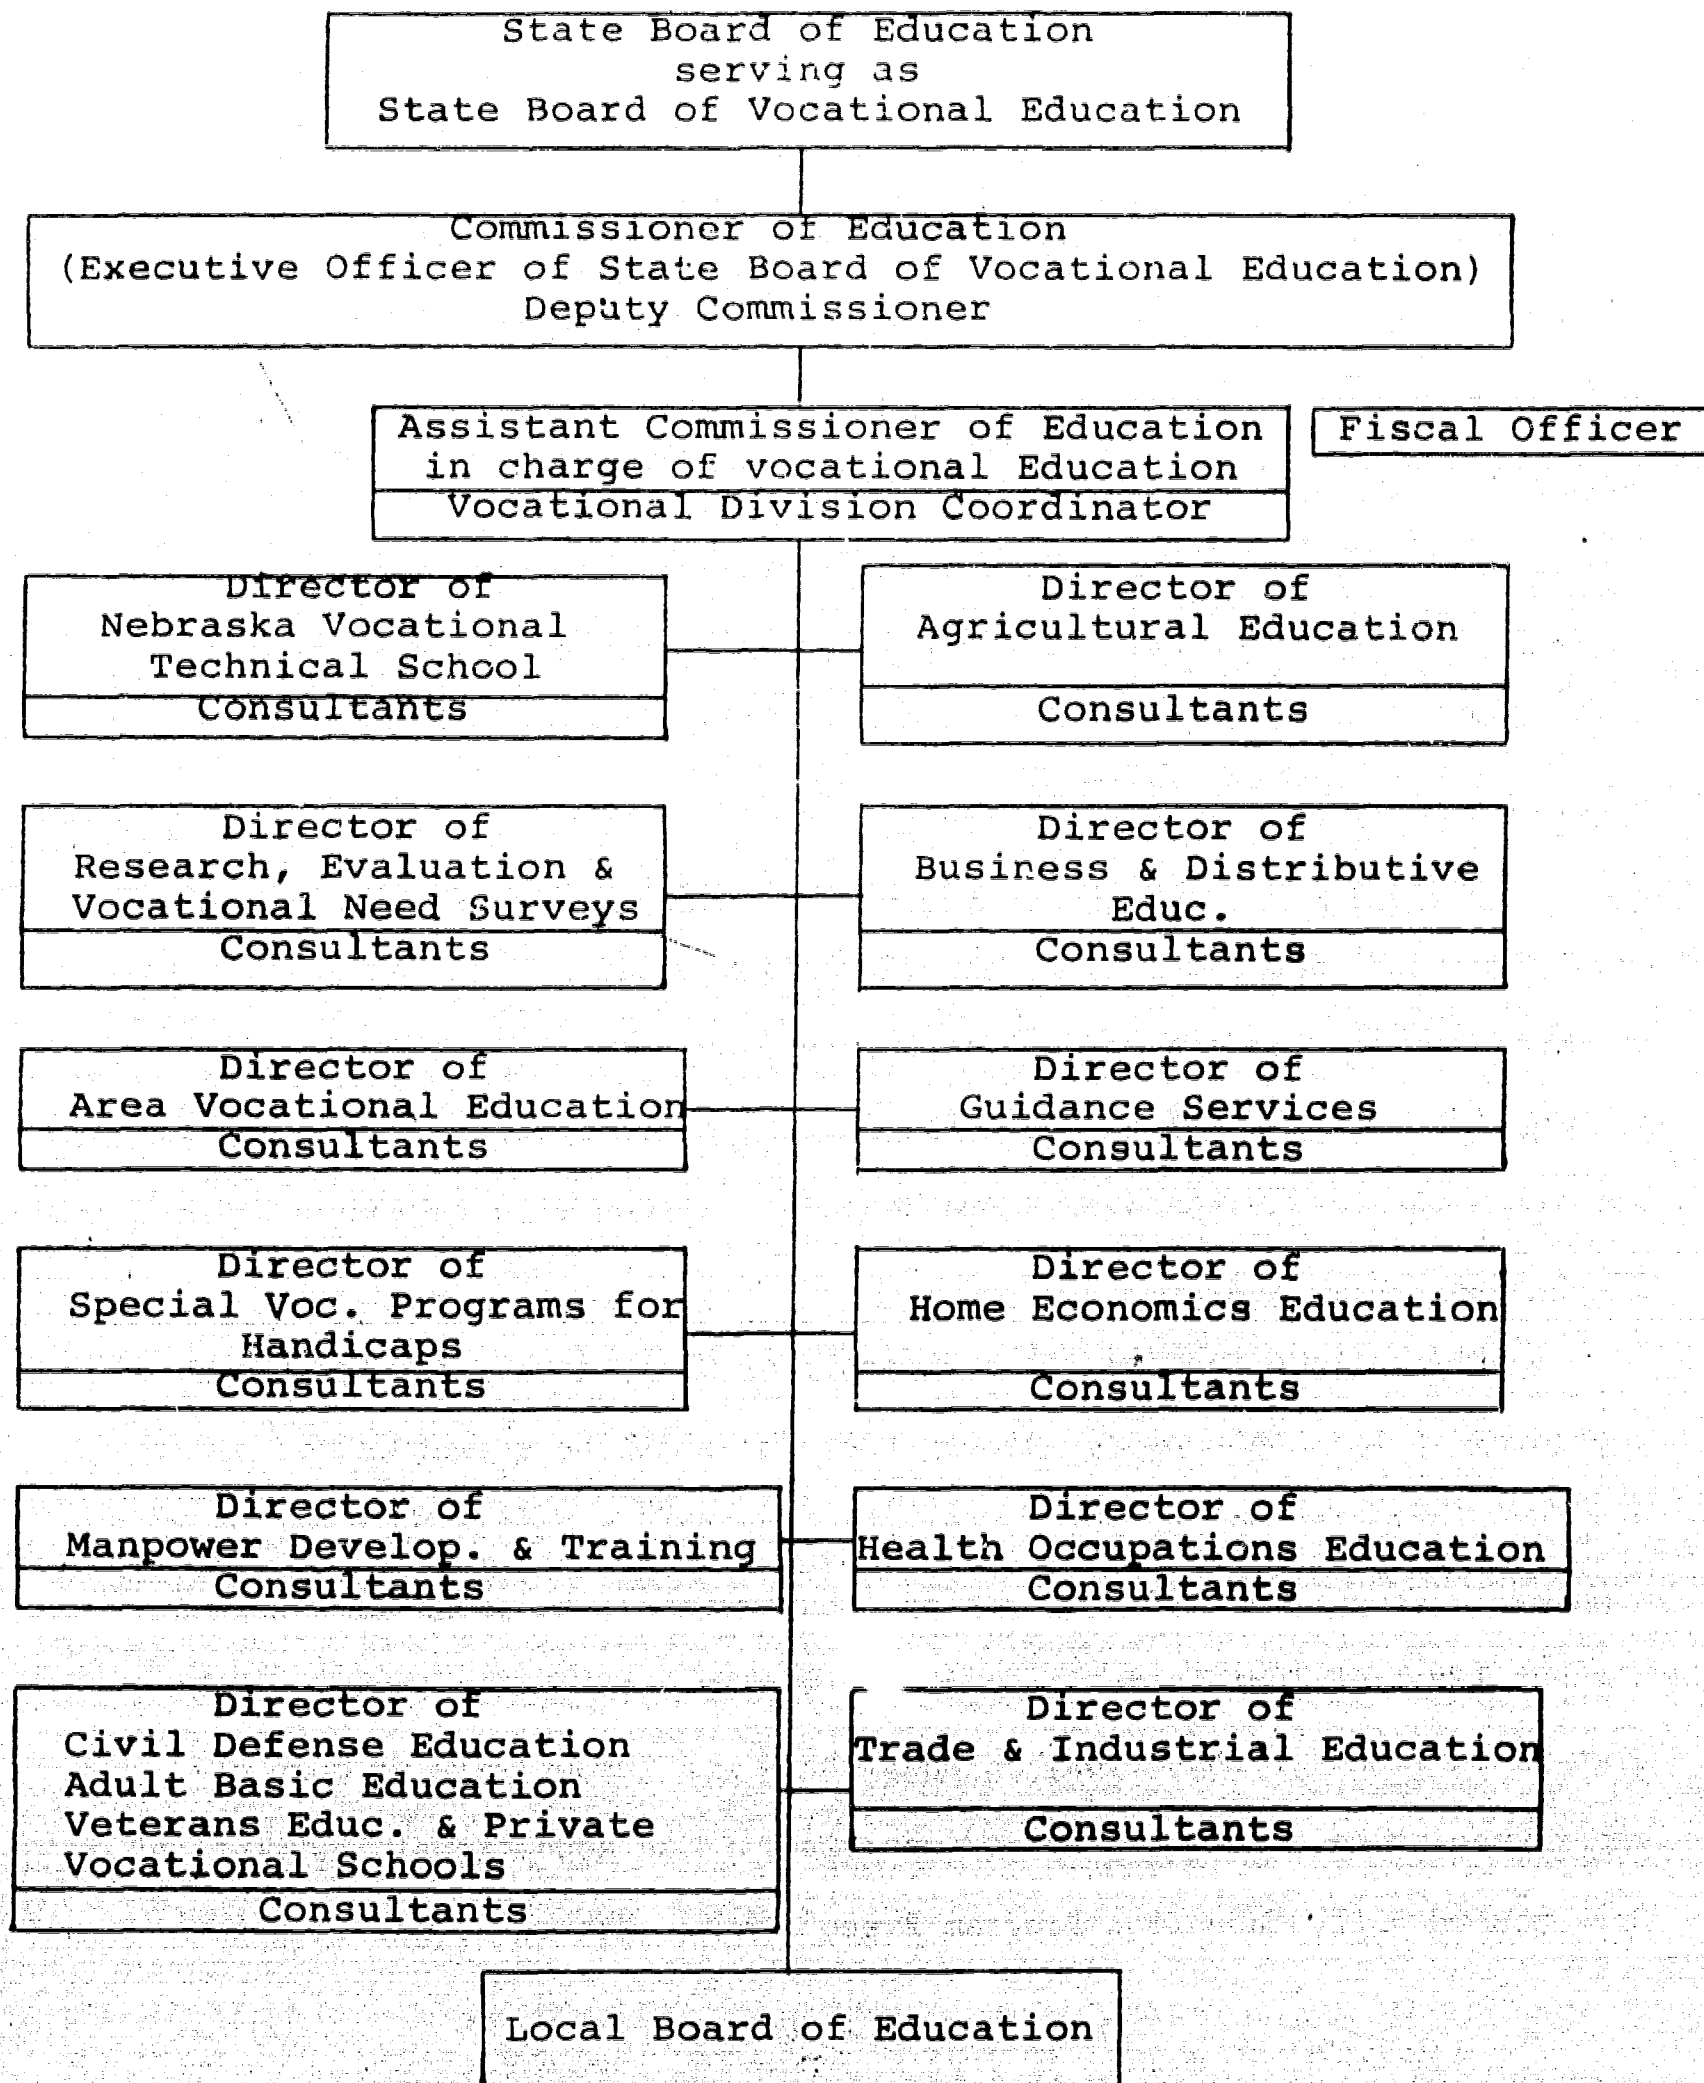 State Board of Education
serving as
State Board of Vocational Education
Commissioner of Education
(Executive Officer of State Board of Vocational Education)
Deputy Commissioner
Assistant Commissioner of Education
in charge of vocational Education
Vocational Division Coordinator
Fiscal Officer
Director of
Nebraska Vocational
Technical School
Consultants
Director of
Agricultural Education
Consultants
Director of
Research, Evaluation &
Vocational Need Surveys
Consultants
Director of
Business & Distributive
Educ.
Consultants
Director of
Area Vocational Education
Consultants
Director of
Guidance Services
Consultants
Director of
Special Voc. Programs for
Handicaps
Consultants
Director of
Home Economics Education
Consultants
Director of
Manpower Develop. & Training
Consultants
Director of
Health Occupations Education
Consultants
Director of
Civil Defense Education
Adult Basic Education
Veterans Educ. & Private
Vocational Schools
Consultants
Director of
Trade & Industrial Education
Consultants
Local Board of Education